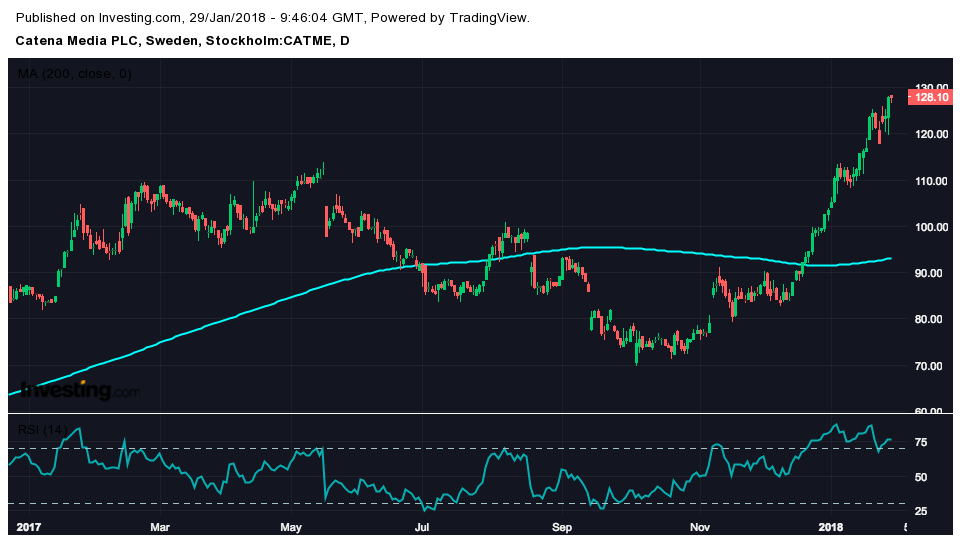 Published on Investing.com, 29/Jan/2018 - 9:46:04 GMT, Powered by TradingView.
Catena Media PLC, Sweden, Stockholm:CATME, D
MA (200, close, 0)
130.00
128.10
120.00
110.00
100.00
90.00
80.00
70.00
Investing.com
60.00
RSI (14)
75
50
25
2017 Mar May Jul Sep Nov 2018